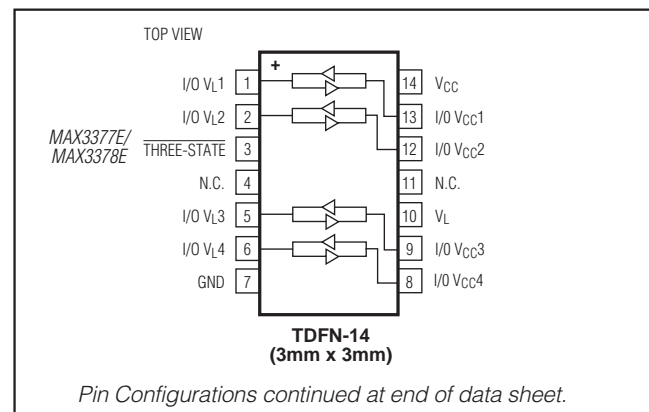 TOP VIEW
+
I/O VL1 1 14 VCC
I/O VL2 2 13 I/O VCC1
MAX3377E/
MAX3378E
THREE-STATE 3 12 I/O VCC2
N.C. 4 11 N.C.
I/O VL3 5 10 VL
I/O VL4 6 9 I/O VCC3
GND 7 8 I/O VCC4
TDFN-14
(3mm x 3mm)
Pin Configurations continued at end of data sheet.